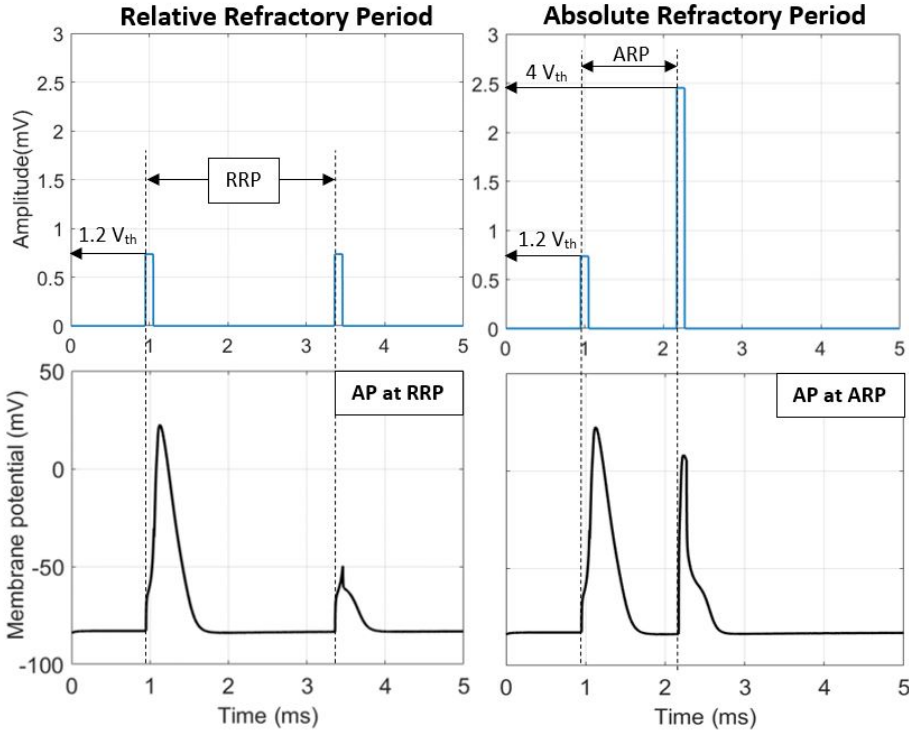 Relative Refractory Period
Absolute Refractory Period
3
2.5
2
1.5
1
0.5
0
Amplitude(mV)
RRP
1.2 Vth
0 1 2 3 4 5
3
2.5
2
1.5
1
0.5
0
ARP
4 Vth
1.2 Vth
0 1 2 3 4 5
50
0
-50
-100
Membrane potential (mV)
AP at RRP
0 1 2 3 4 5
Time (ms)
AP at ARP
0 1 2 3 4 5
Time (ms)